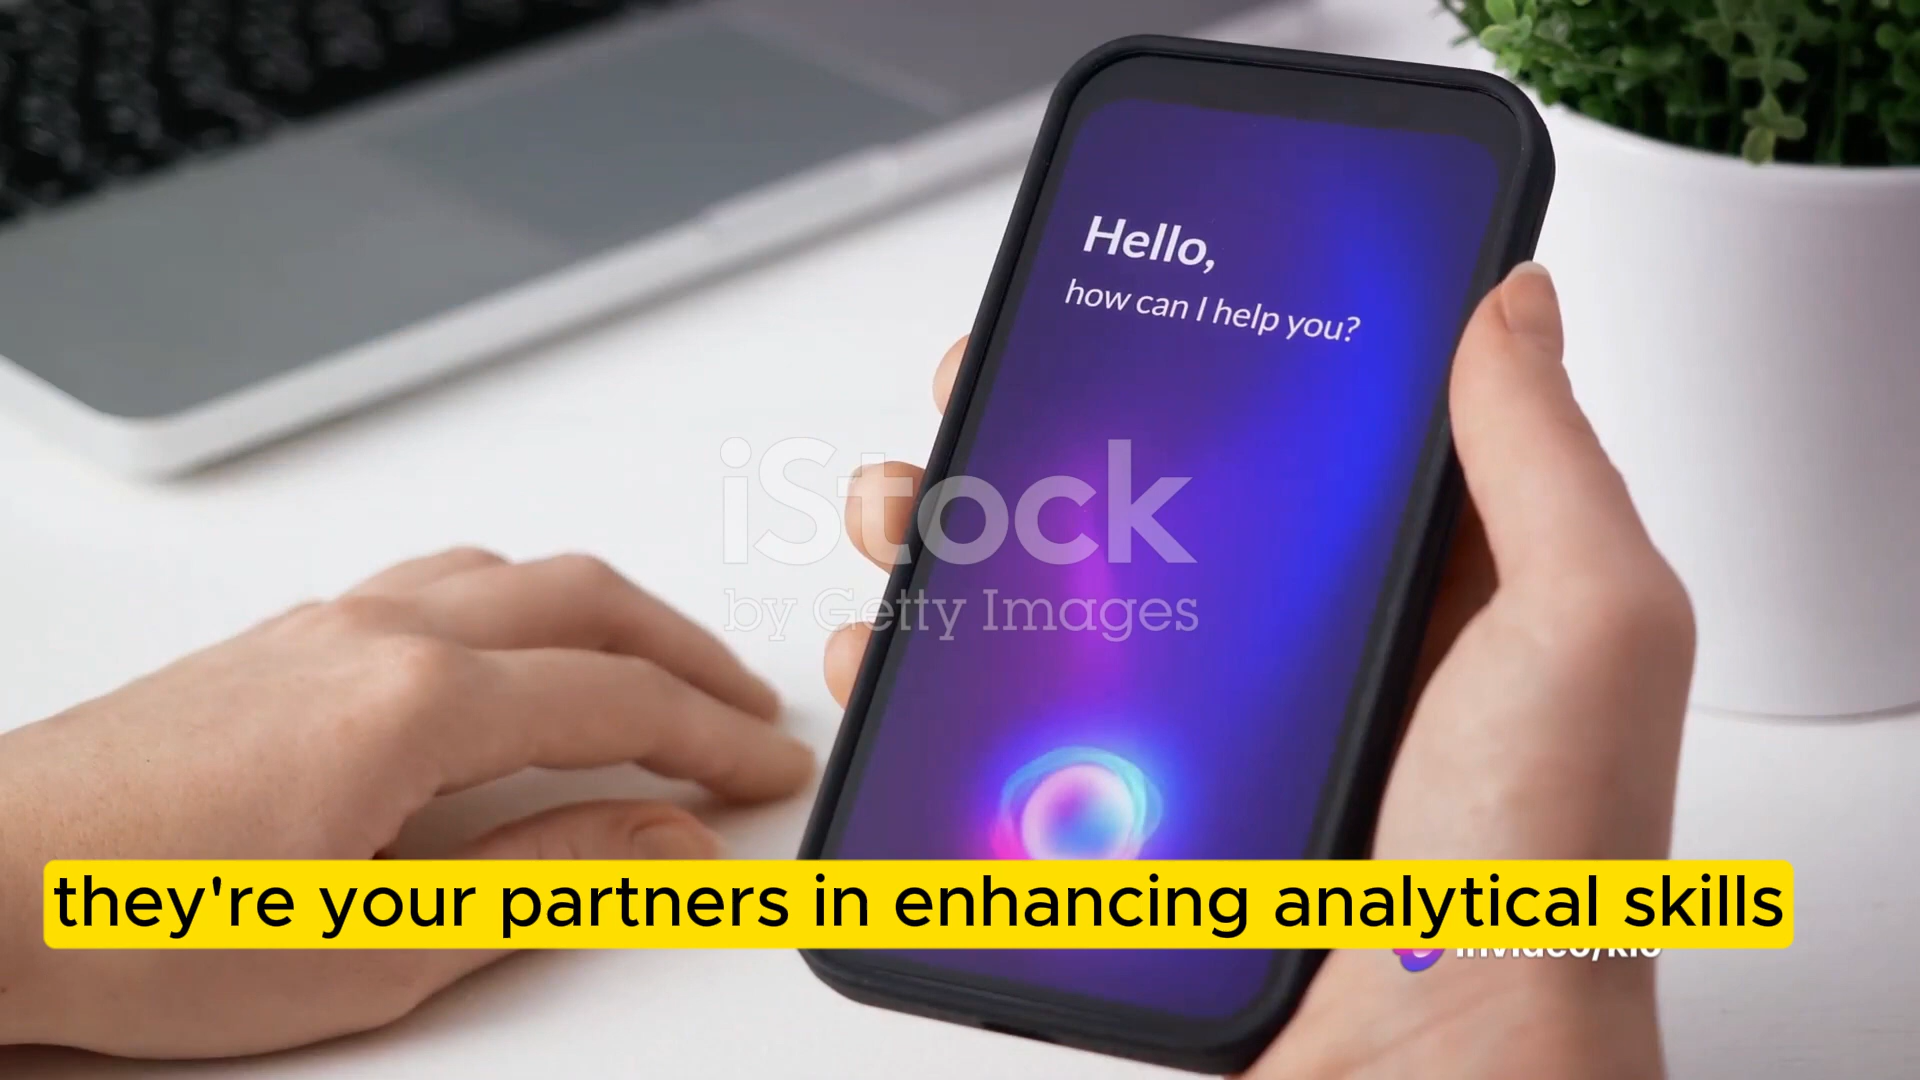 Hello,
how can I help you?
iStock
by Getty Images
they're your partners in enhancing analytical skills